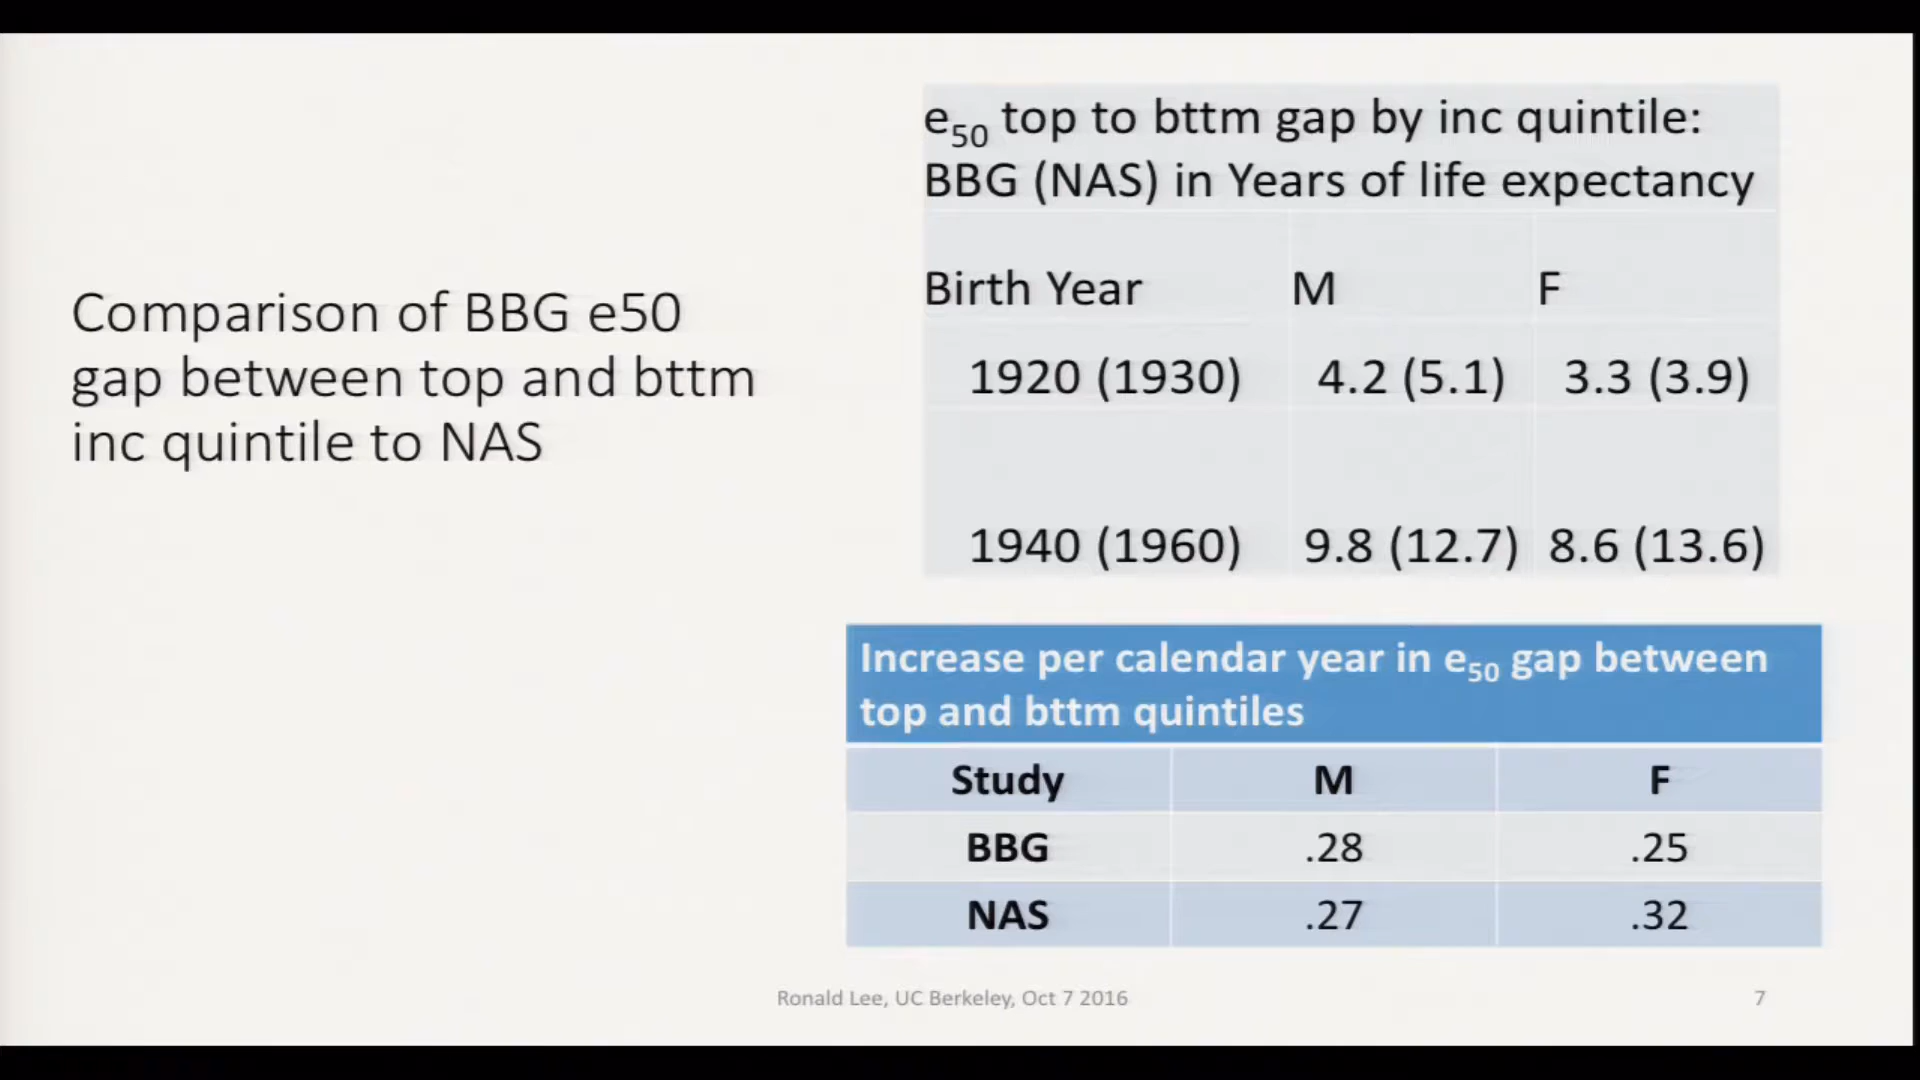 Comparison of BBG e50
gap between top and bttm
inc quintile to NAS
e50 top to bttm gap by inc quintile:
BBG (NAS) in Years of life expectancy
Birth Year M F
1920 (1930) 4.2 (5.1) 3.3 (3.9)
1940 (1960) 9.8 (12.7) 8.6 (13.6)
Increase per calendar year in e50 gap between
top and bttm quintiles
Study M F
BBG .28 .25
NAS .27 .32
Ronald Lee, UC Berkeley, Oct 7 2016
7